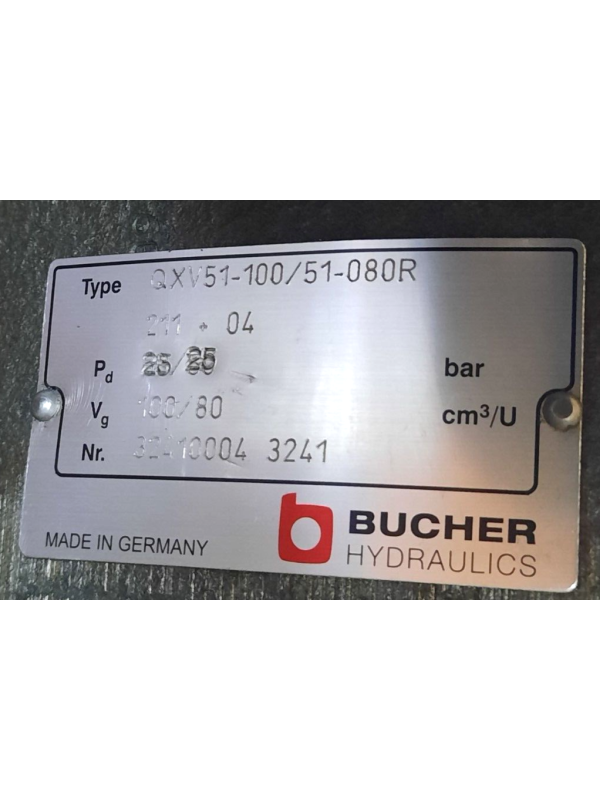 Type QXV51-100/51-080R
211 + 04
Pd 25/25 bar
Vg 100/80 cm³/U
Nr. 32410004 3241
MADE IN GERMANY
BUCHER
HYDRAULICS